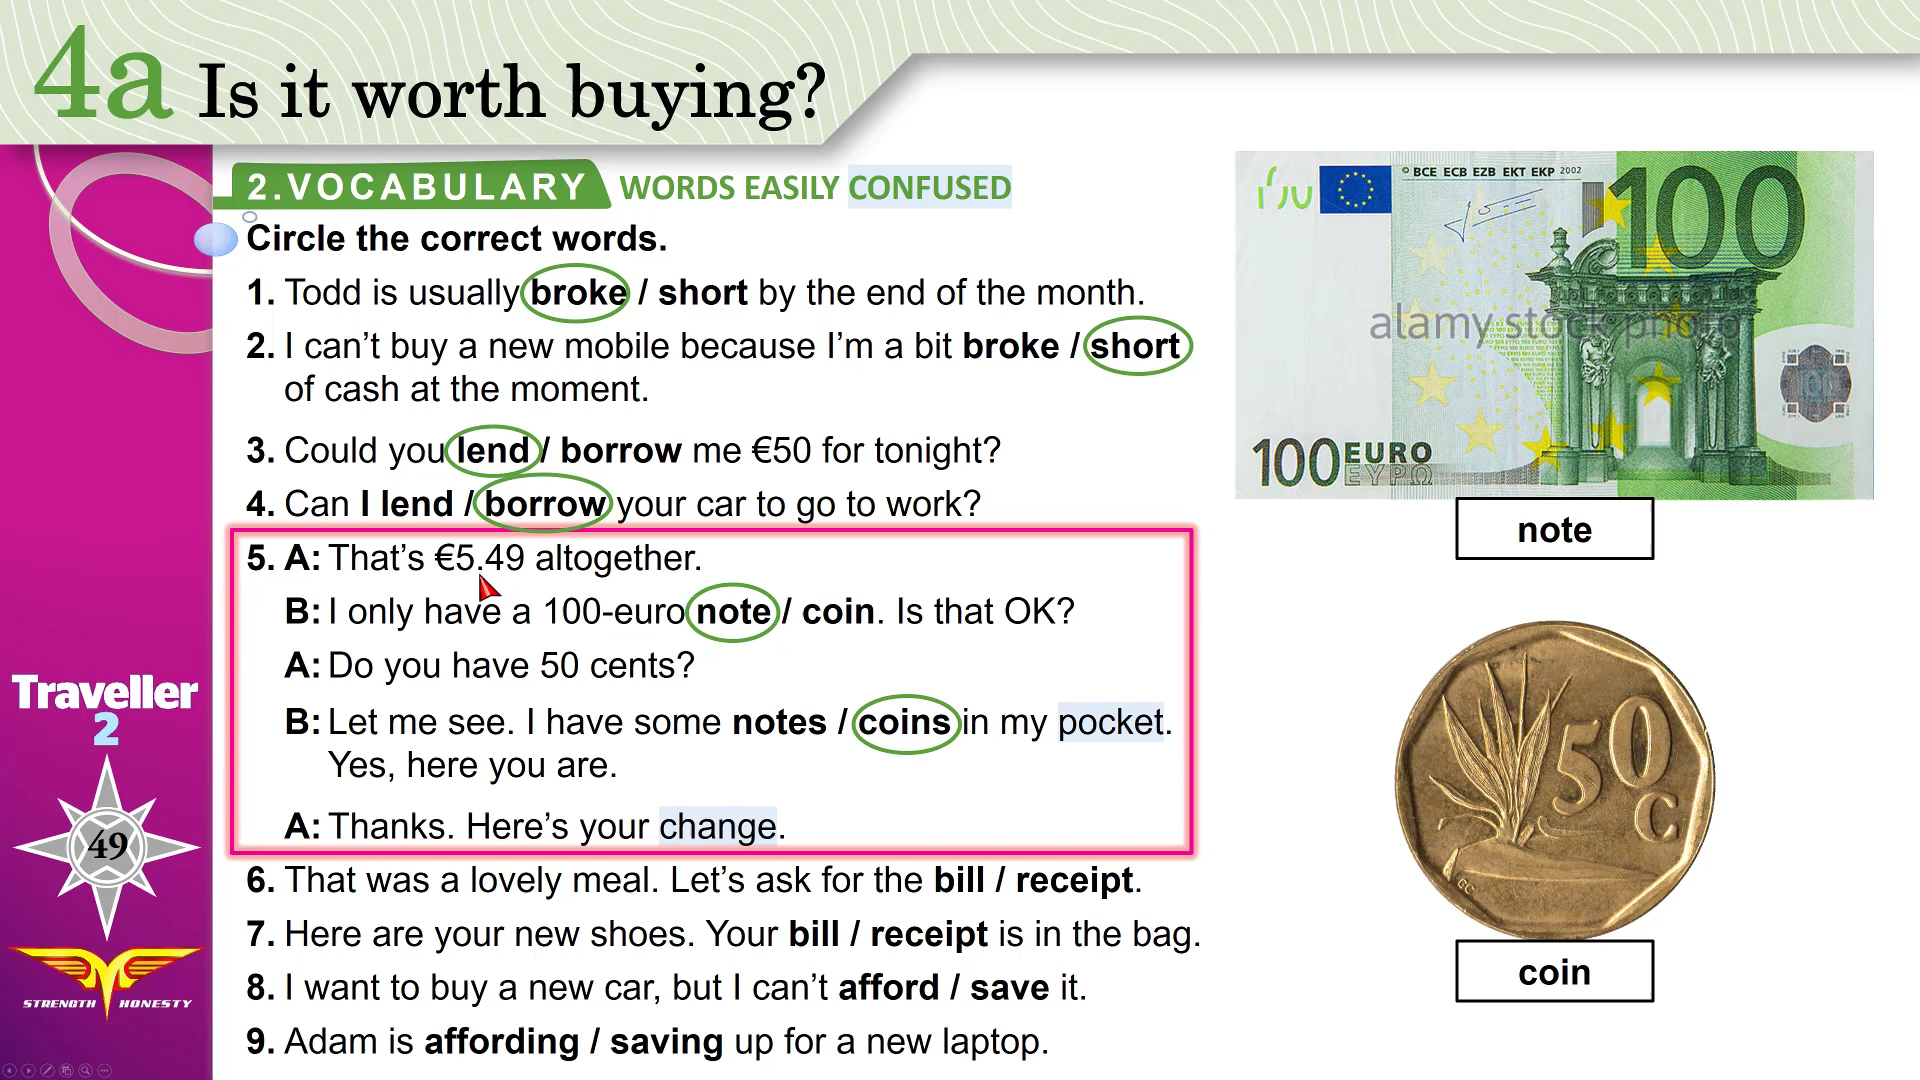 4a Is it worth buying?
2.VOCABULARY WORDS EASILY CONFUSED
Circle the correct words.
1. Todd is usually broke / short by the end of the month.
2. I can't buy a new mobile because I'm a bit broke / short
of cash at the moment.
3. Could you lend / borrow me €50 for tonight?
4. Can I lend / borrow your car to go to work?
5. A: That's €5.49 altogether.
B: I only have a 100-euro note / coin. Is that OK?
A: Do you have 50 cents?
B: Let me see. I have some notes / coins in my pocket.
Yes, here you are.
A: Thanks. Here's your change.
6. That was a lovely meal. Let's ask for the bill / receipt.
7. Here are your new shoes. Your bill / receipt is in the bag.
8. I want to buy a new car, but I can't afford / save it.
9. Adam is affording / saving up for a new laptop.
Traveller
2
49
STRENGTH HONESTY
© BCE ECB EZB EKT EKP 2002
100
alamy stock photo
100 EURO
ΕΥΡΩ
note
50
C
GC
coin